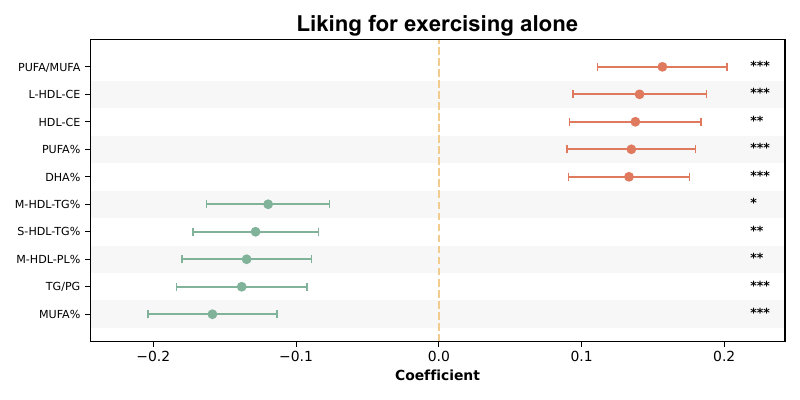 Liking for exercising alone
PUFA/MUFA ***
L-HDL-CE ***
HDL-CE **
PUFA% ***
DHA% ***
M-HDL-TG% *
S-HDL-TG% **
M-HDL-PL% **
TG/PG ***
MUFA% ***
−0.2 −0.1 0.0 0.1 0.2
Coefficient